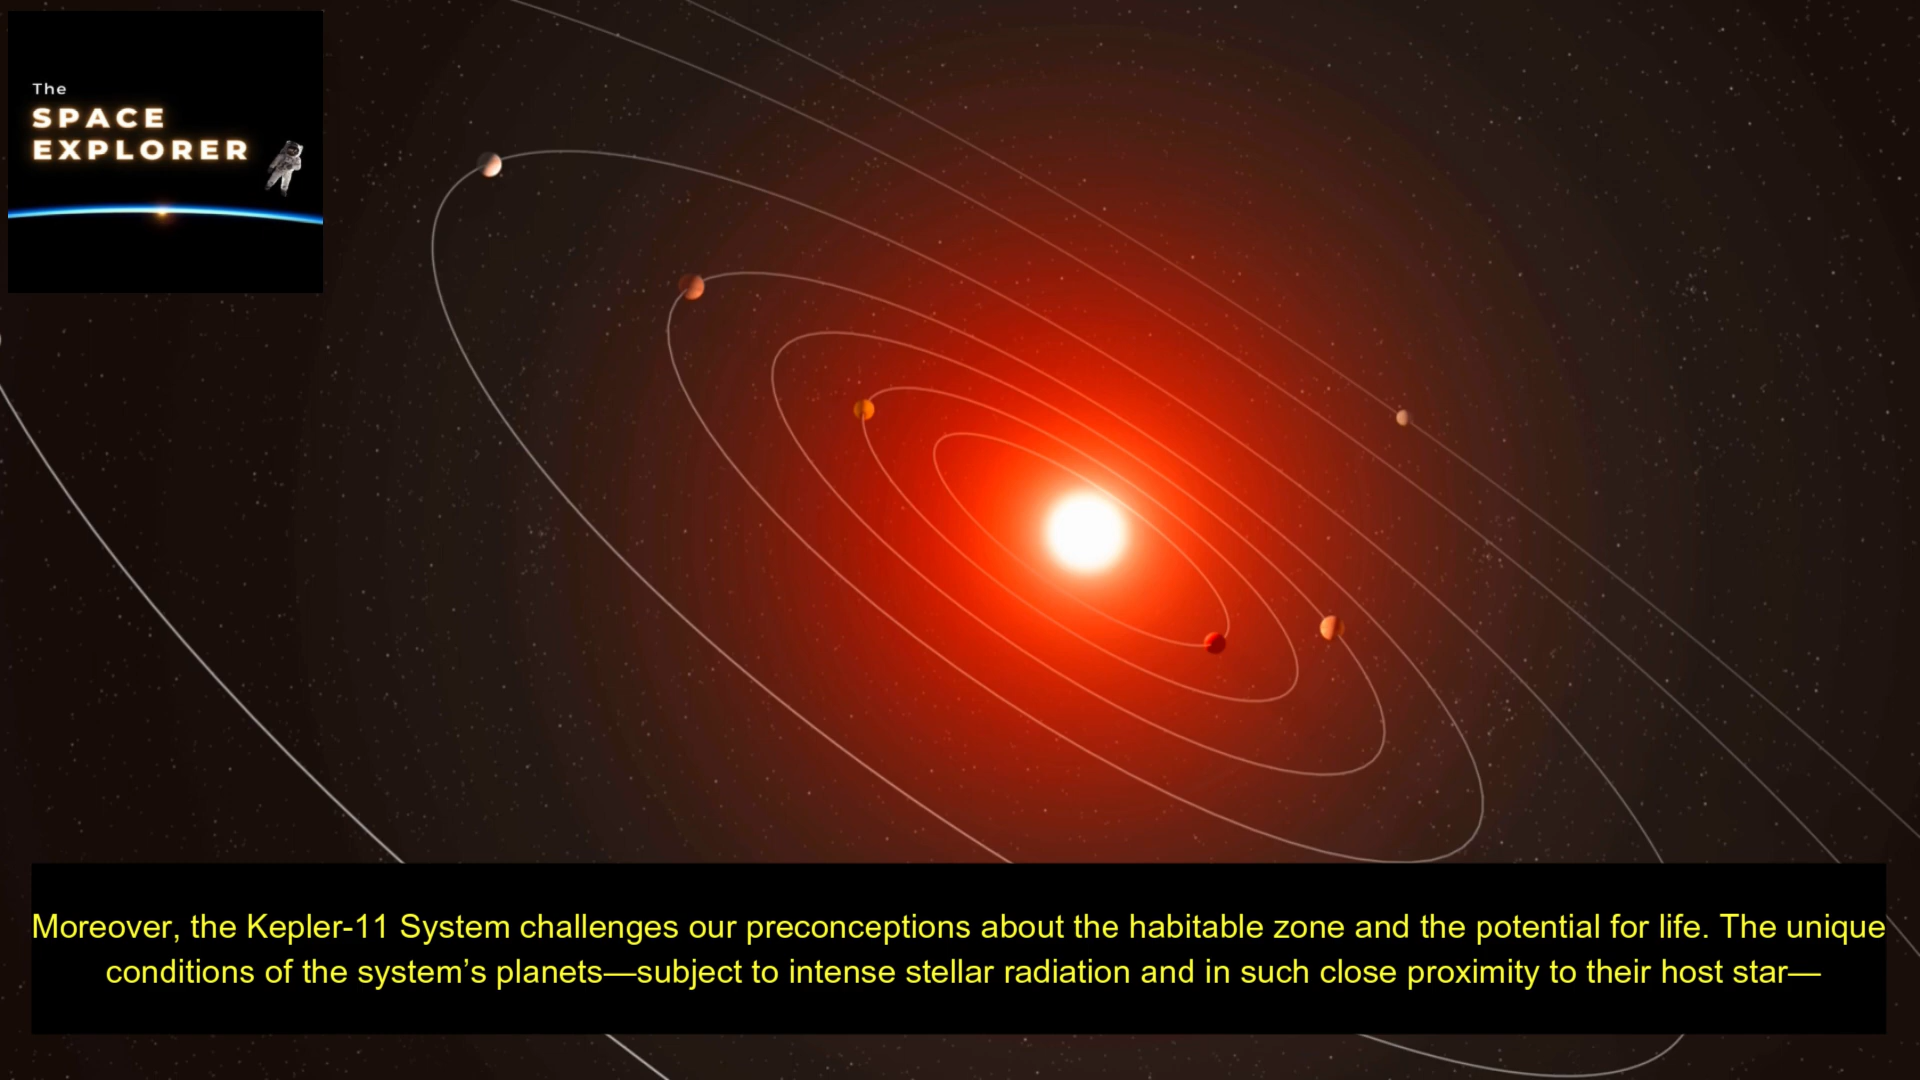 The
SPACE
EXPLORER
Moreover, the Kepler-11 System challenges our preconceptions about the habitable zone and the potential for life. The unique
conditions of the system’s planets—subject to intense stellar radiation and in such close proximity to their host star—